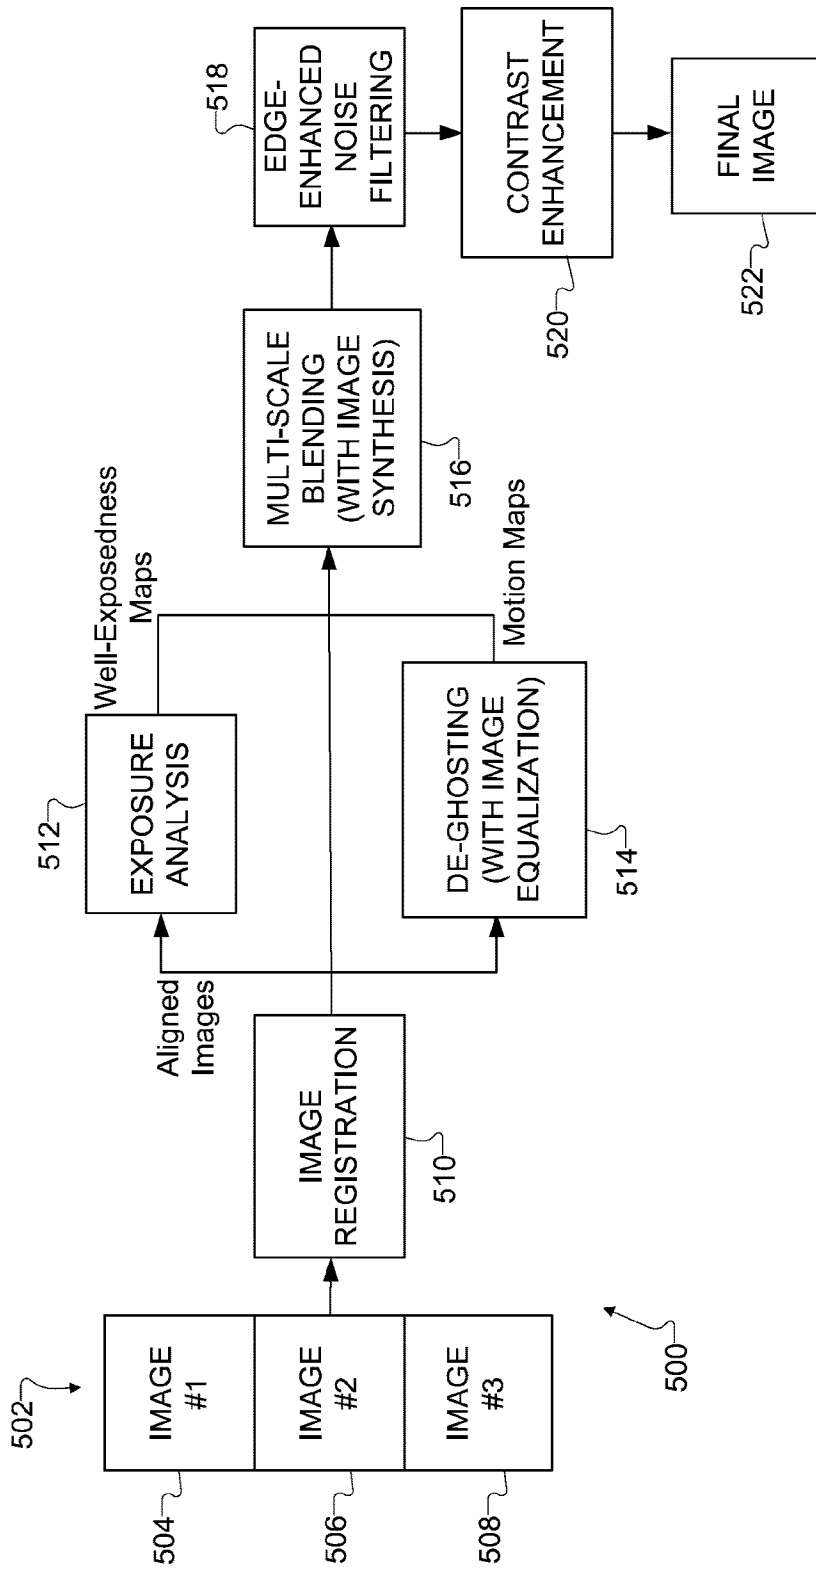 502
504
IMAGE
#1
506
IMAGE
#2
508
IMAGE
#3
500
IMAGE
REGISTRATION
510
Aligned
Images
512
EXPOSURE
ANALYSIS
Well-Exposedness
Maps
DE-GHOSTING
(WITH IMAGE
EQUALIZATION)
514
Motion Maps
MULTI-SCALE
BLENDING
(WITH IMAGE
SYNTHESIS)
516
518
EDGE-
ENHANCED
NOISE
FILTERING
CONTRAST
ENHANCEMENT
520
FINAL
IMAGE
522